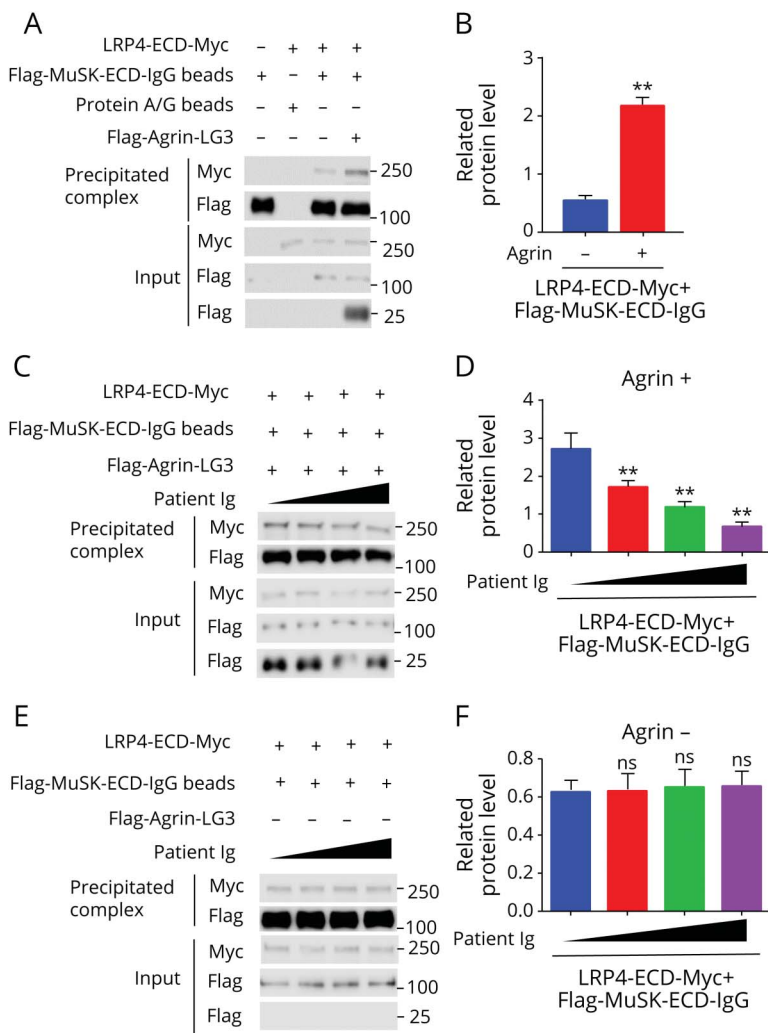 A
LRP4-ECD-Myc – + + +
Flag-MuSK-ECD-IgG beads + – + +
Protein A/G beads – + – –
Flag-Agrin-LG3 – – – +
Precipitated complex
Myc 250
Flag 100
Input
Myc 250
Flag 100
Flag 25
B
Related protein level
3
2
1
0
**
Agrin – +
LRP4-ECD-Myc+
Flag-MuSK-ECD-IgG
C
LRP4-ECD-Myc + + + +
Flag-MuSK-ECD-IgG beads + + + +
Flag-Agrin-LG3 + + + +
Patient Ig
Precipitated complex
Myc 250
Flag 100
Input
Myc 250
Flag 100
Flag 25
D
Agrin +
Related protein level
4
3
2
1
0
** ** **
Patient Ig
LRP4-ECD-Myc+
Flag-MuSK-ECD-IgG
E
LRP4-ECD-Myc + + + +
Flag-MuSK-ECD-IgG beads + + + +
Flag-Agrin-LG3 – – – –
Patient Ig
Precipitated complex
Myc 250
Flag 100
Input
Myc 250
Flag 100
Flag 25
F
Agrin –
Related protein level
0.8
0.6
0.4
0.2
0.0
ns ns ns
Patient Ig
LRP4-ECD-Myc+
Flag-MuSK-ECD-IgG